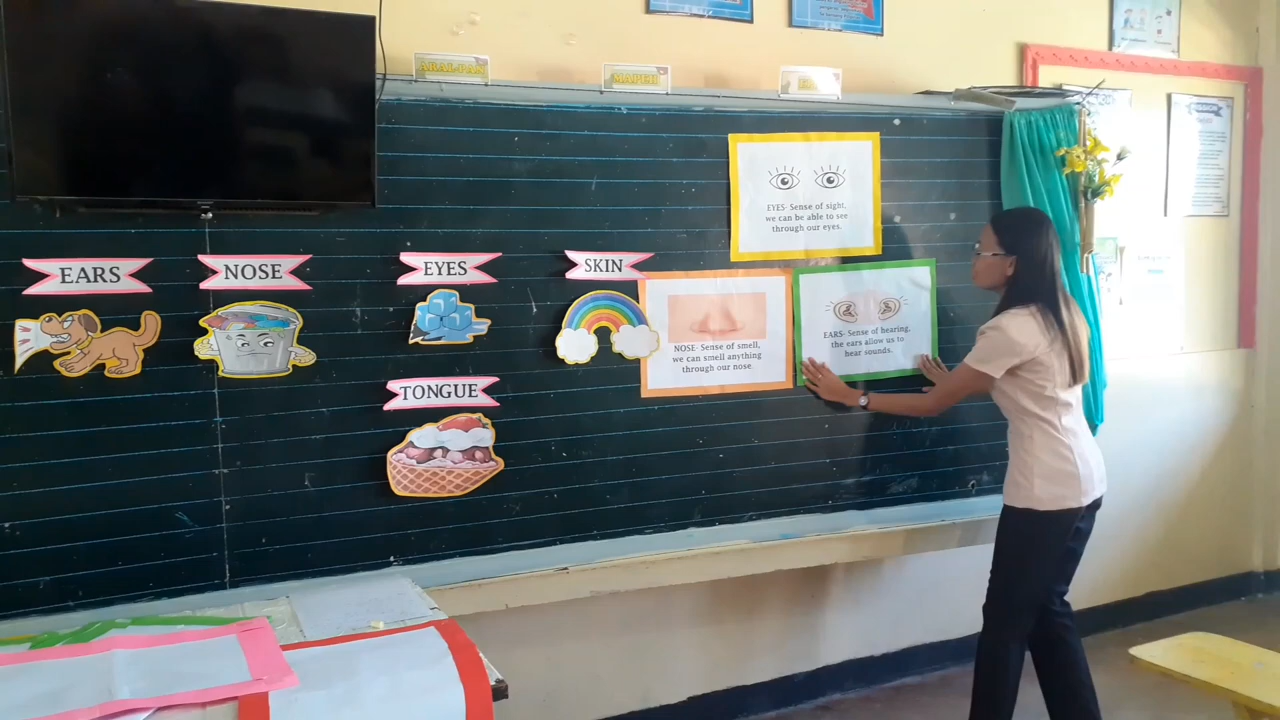 ARAL-PAN
MAPEH
EYES- Sense of sight,
we can be able to see
through our eyes.
EARS
NOSE
EYES
SKIN
TONGUE
NOSE- Sense of smell,
we can smell anything
through our nose.
EARS- Sense of hearing,
the ears allow us to
hear sounds.